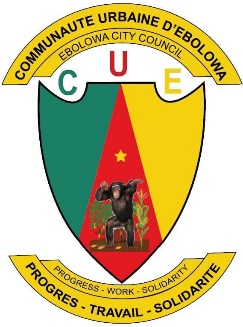 COMMUNAUTE URBAINE D'EBOLOWA
EBOLOWA CITY COUNCIL
C U E
PROGRESS - WORK - SOLIDARITY
PROGRES - TRAVAIL - SOLIDARITE